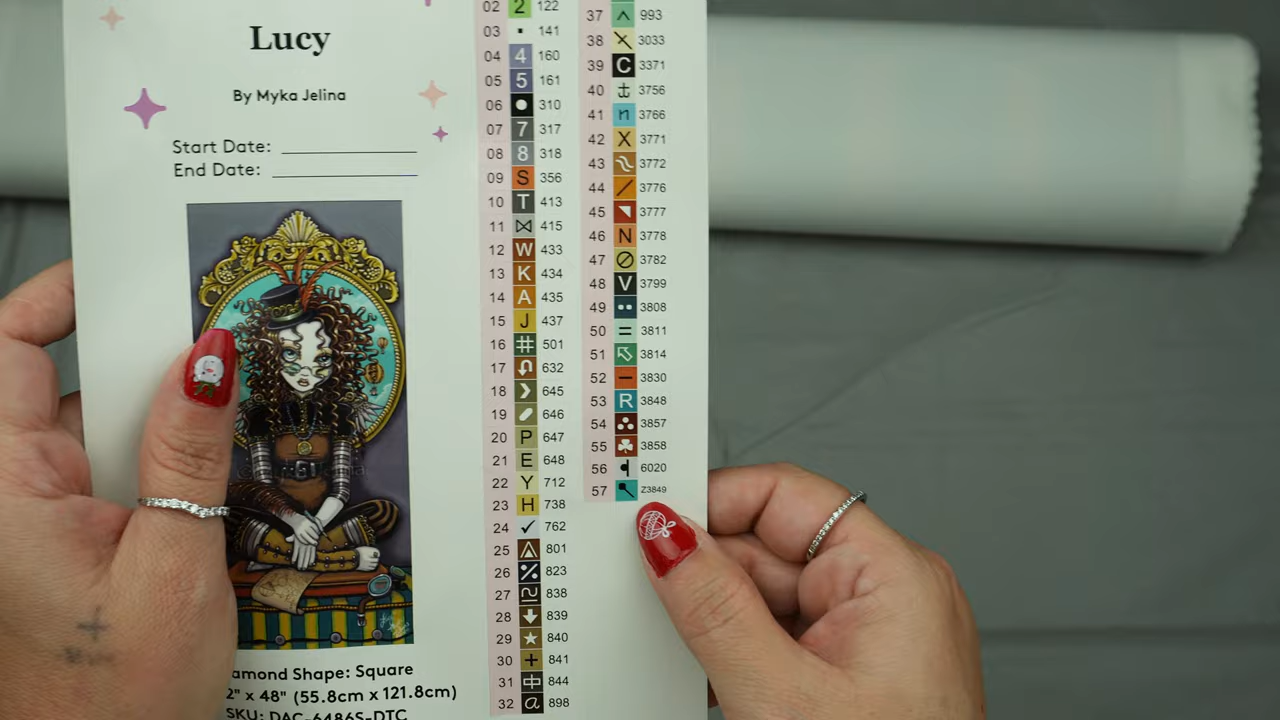 Lucy
By Myka Jelina
Start Date:
End Date:
amond Shape: Square
2" x 48" (55.8cm x 121.8cm)
SKU: DAC-6486S-DTC
02 2 122
03 141
04 4 160
05 5 161
06 310
07 7 317
08 8 318
09 S 356
10 T 413
11 ⋈ 415
12 W 433
13 K 434
14 A 435
15 J 437
16 # 501
17 632
18 645
19 646
20 P 647
21 E 648
22 Y 712
23 H 738
24 ✓ 762
25 801
26 823
27 838
28 839
29 ★ 840
30 + 841
31 中 844
32 a 898
37 993
38 3033
39 C 3371
40 3756
41 n 3766
42 X 3771
43 3772
44 / 3776
45 3777
46 N 3778
47 3782
48 V 3799
49 3808
50 = 3811
51 3814
52 – 3830
53 R 3848
54 3857
55 3858
56 6020
57 Z3849